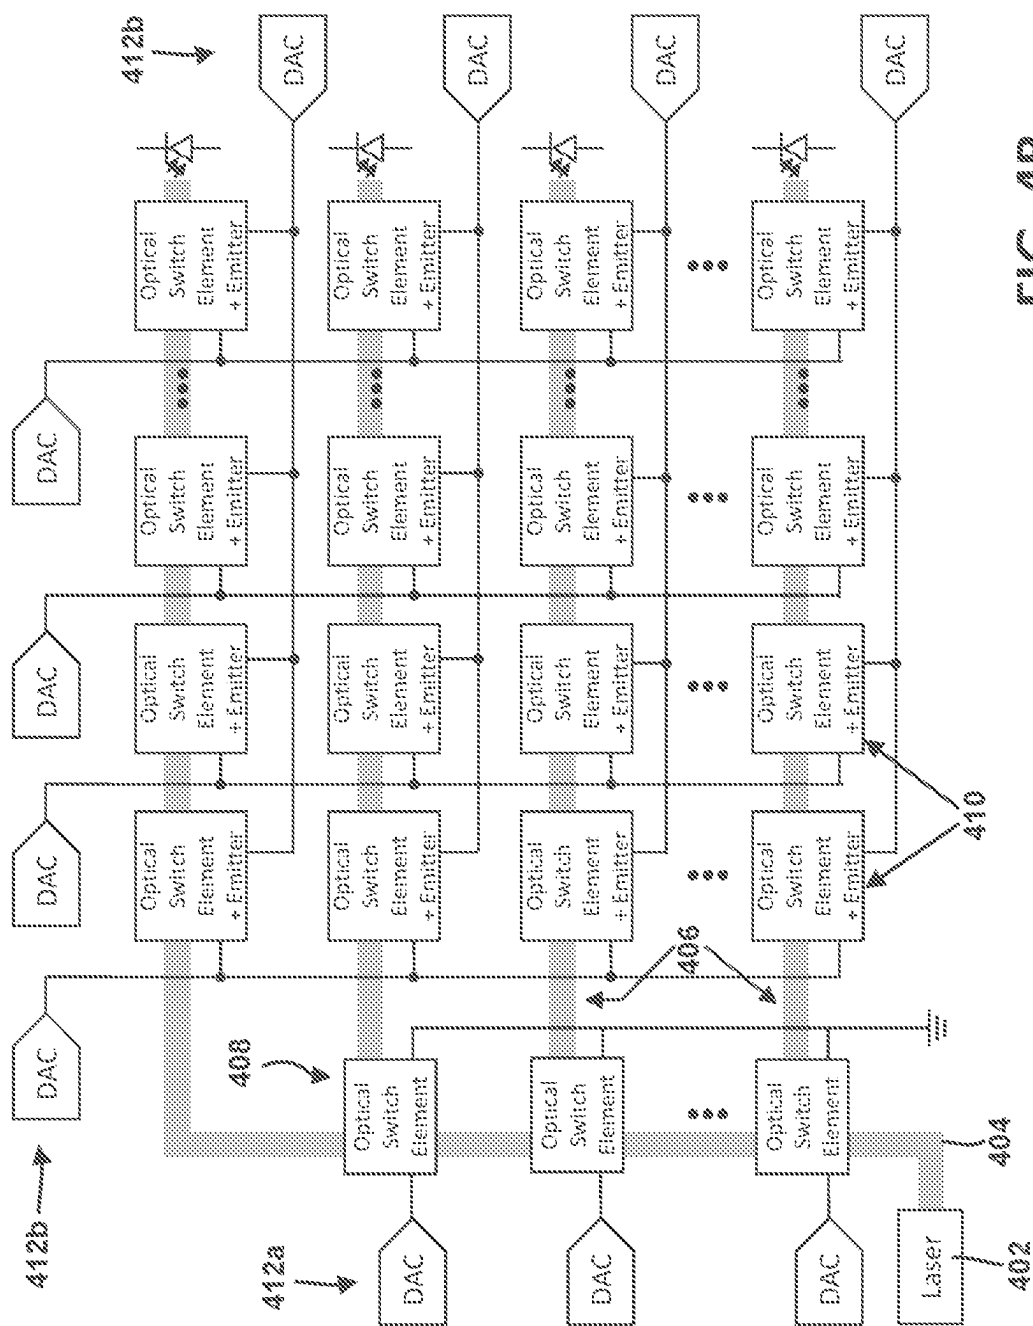 412b
DAC
DAC
DAC
DAC
412b
Optical
Switch
Element
+ Emitter
Optical
Switch
Element
+ Emitter
Optical
Switch
Element
+ Emitter
Optical
Switch
Element
+ Emitter
DAC
408
412a
DAC
Optical
Switch
Element
Optical
Switch
Element
+ Emitter
Optical
Switch
Element
+ Emitter
Optical
Switch
Element
+ Emitter
Optical
Switch
Element
+ Emitter
DAC
DAC
Optical
Switch
Element
Optical
Switch
Element
+ Emitter
Optical
Switch
Element
+ Emitter
Optical
Switch
Element
+ Emitter
Optical
Switch
Element
+ Emitter
DAC
406
DAC
Optical
Switch
Element
Optical
Switch
Element
+ Emitter
Optical
Switch
Element
+ Emitter
Optical
Switch
Element
+ Emitter
Optical
Switch
Element
+ Emitter
DAC
Laser
402
404
410